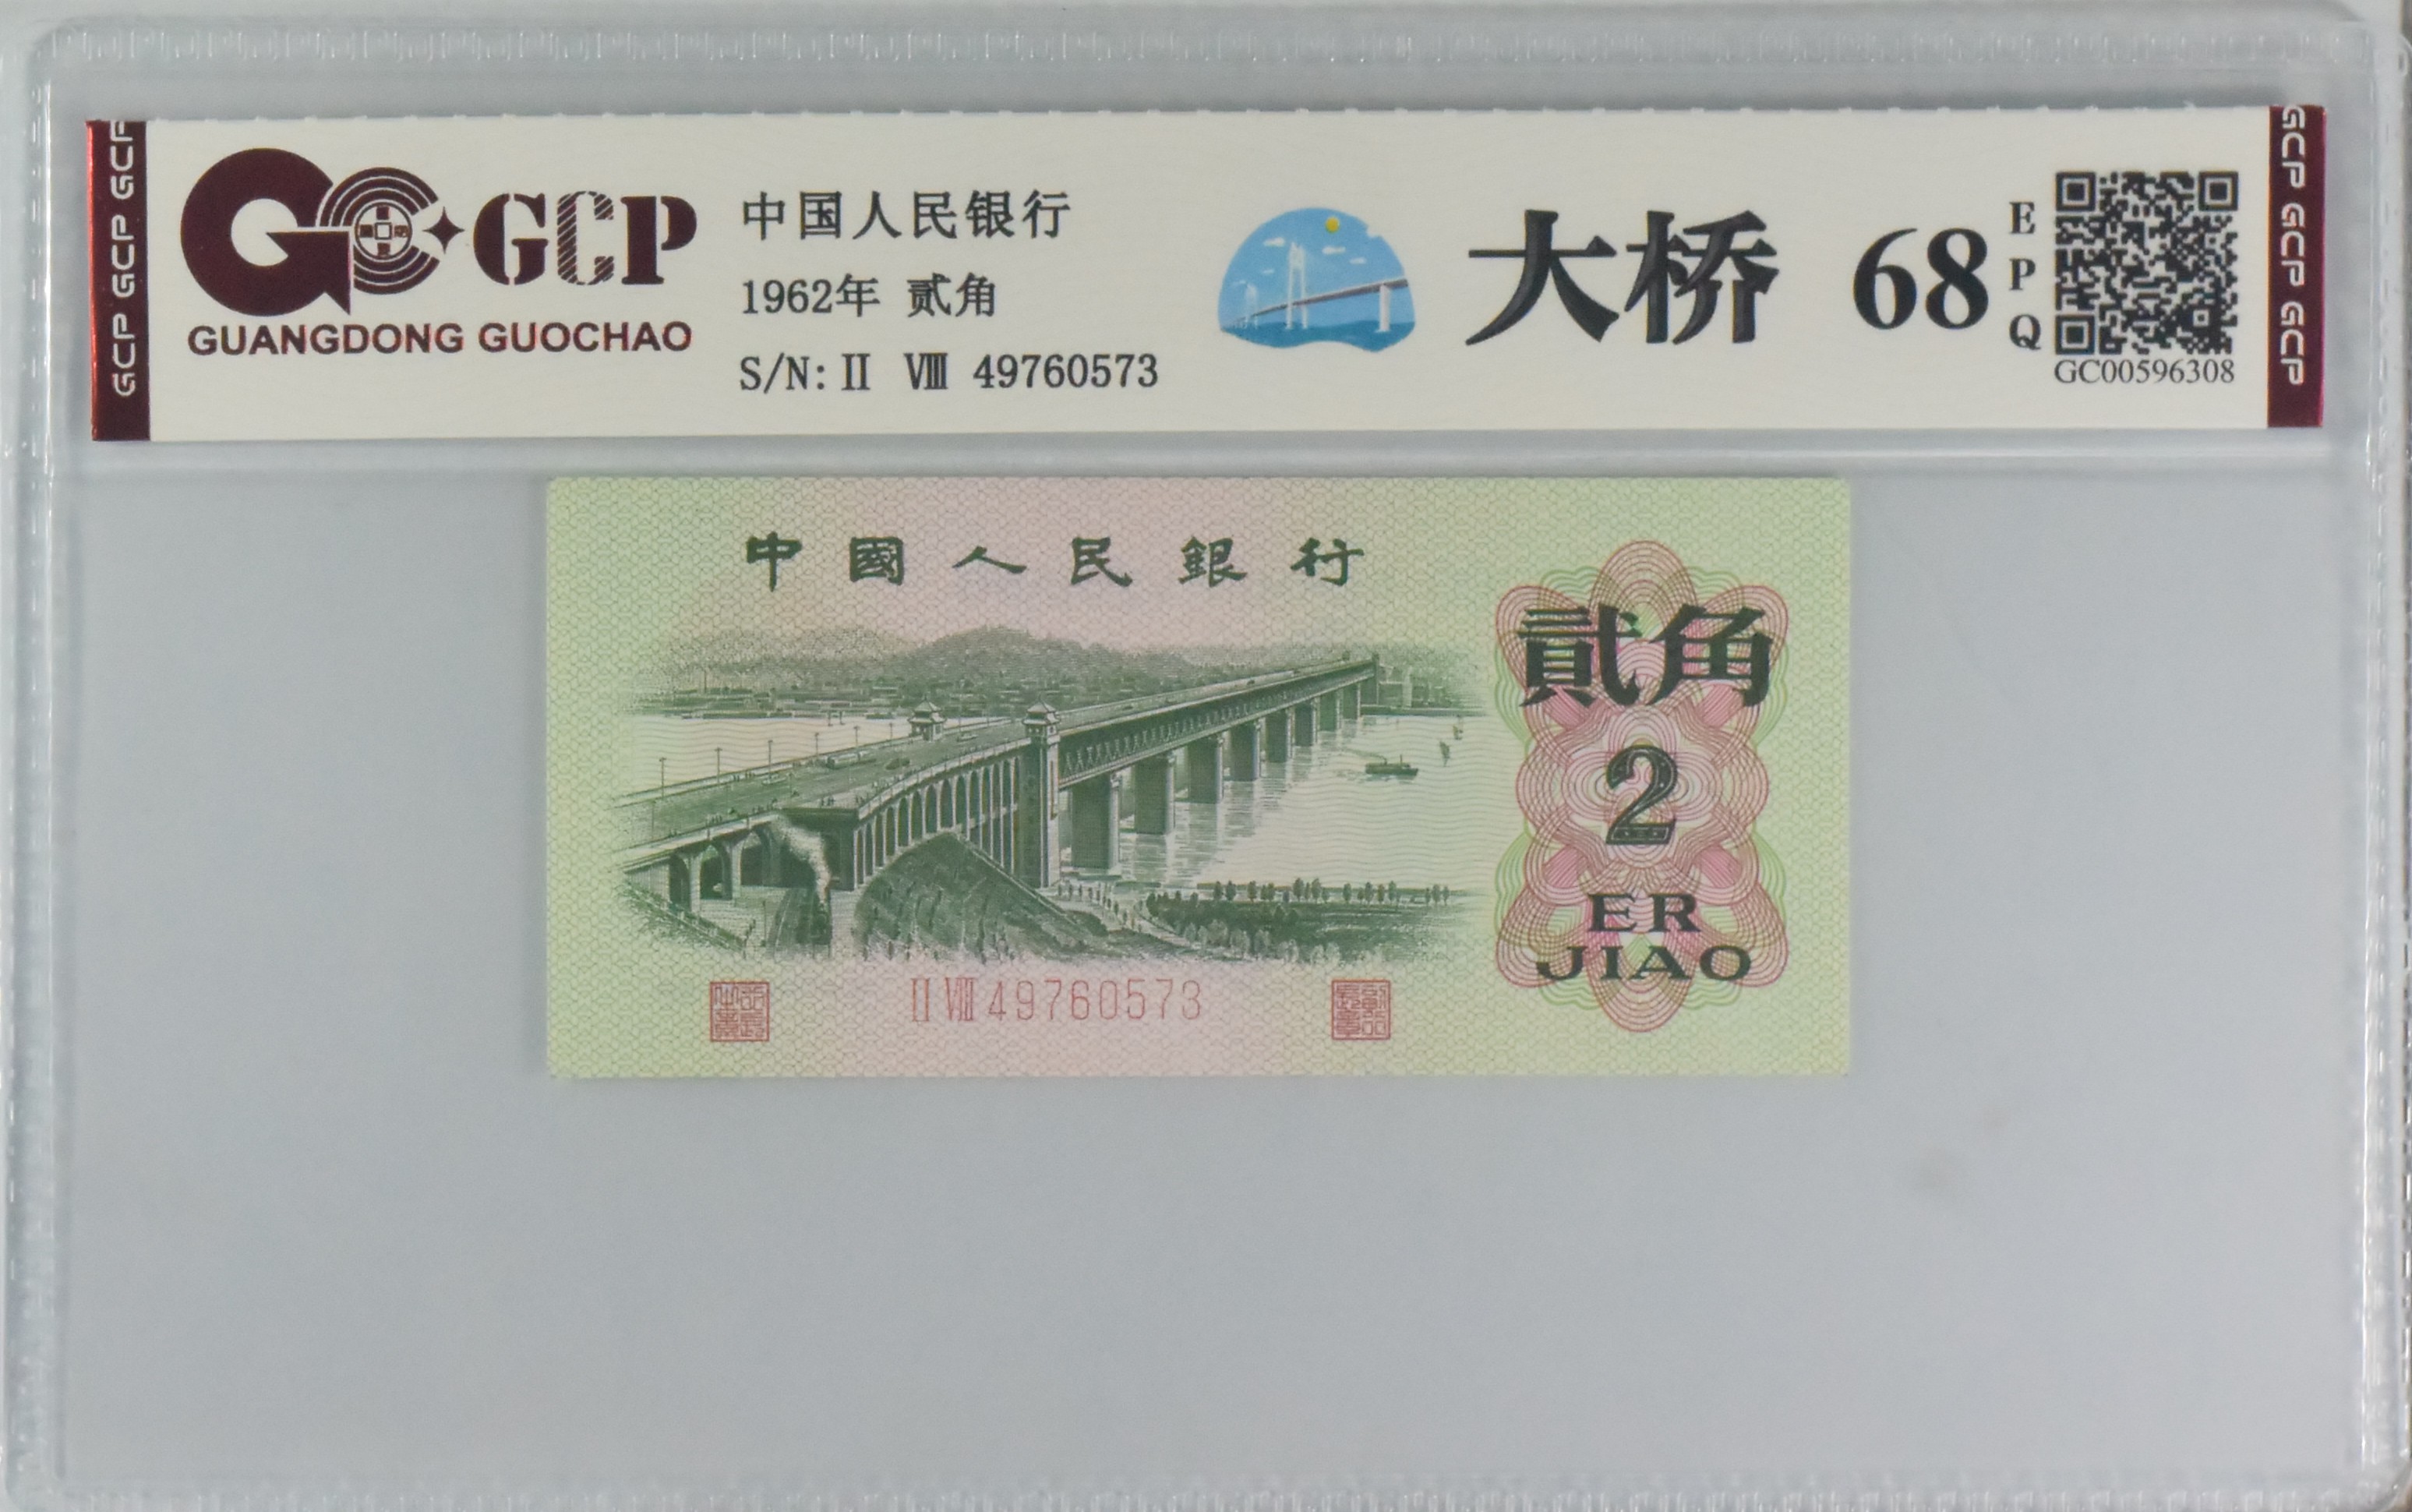 GCP GCP GCP
GCP
GUANGDONG GUOCHAO
中国人民银行
1962年 贰角
S/N: Ⅱ Ⅷ 49760573
大桥
68
EPQ
GC00596308
GCP GCP GCP
中國人民銀行
貳角
2
ER
JIAO
Ⅱ Ⅷ 49760573